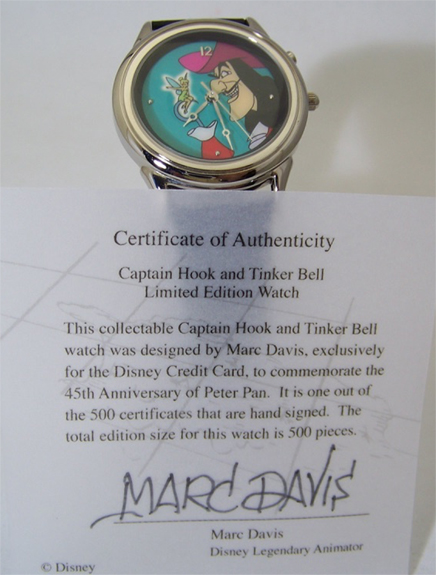 12
Certificate of Authenticity
Captain Hook and Tinker Bell
Limited Edition Watch
This collectable Captain Hook and Tinker Bell
watch was designed by Marc Davis, exclusively
for the Disney Credit Card, to commemorate the
45th Anniversary of Peter Pan. It is one out of
the 500 certificates that are hand signed. The
total edition size for this watch is 500 pieces.
MARC DAVIS
Marc Davis
Disney Legendary Animator
© Disney